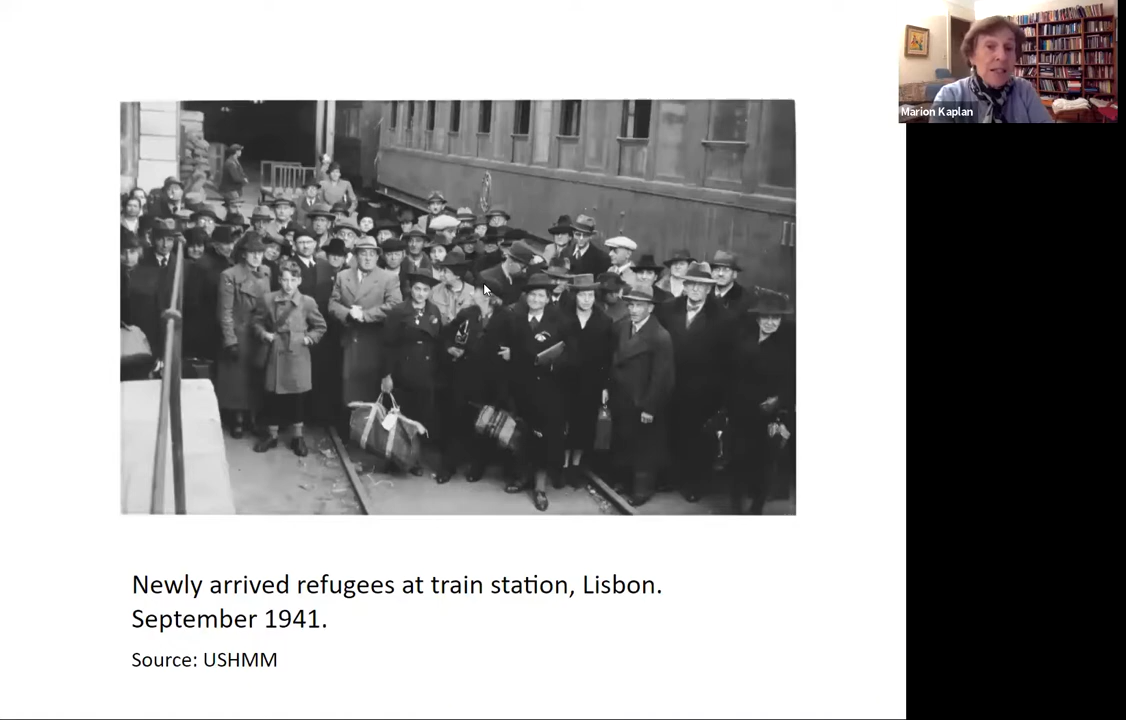 Marion Kaplan
Newly arrived refugees at train station, Lisbon.
September 1941.
Source: USHMM